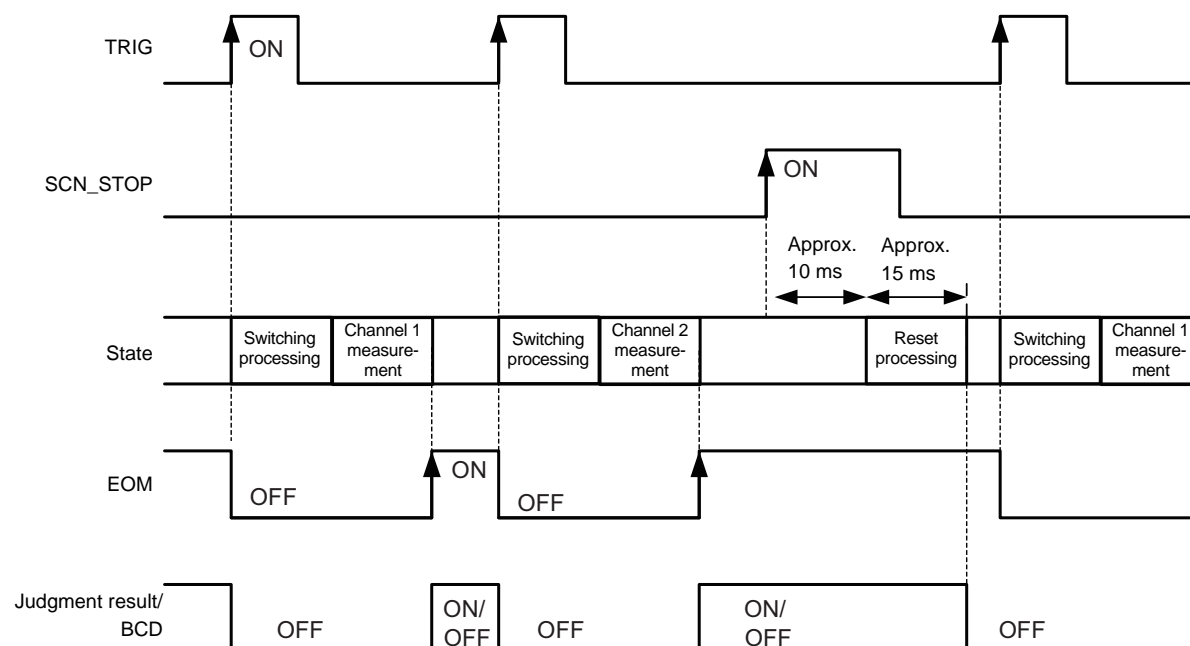 TRIG
ON
SCN_STOP
ON
Approx.
10 ms
Approx.
15 ms
State
Switching
processing
Channel 1
measure-
ment
Switching
processing
Channel 2
measure-
ment
Reset
processing
Switching
processing
Channel 1
measure-
ment
EOM
OFF
ON
OFF
Judgment result/
BCD
OFF
ON/
OFF
OFF
ON/
OFF
OFF